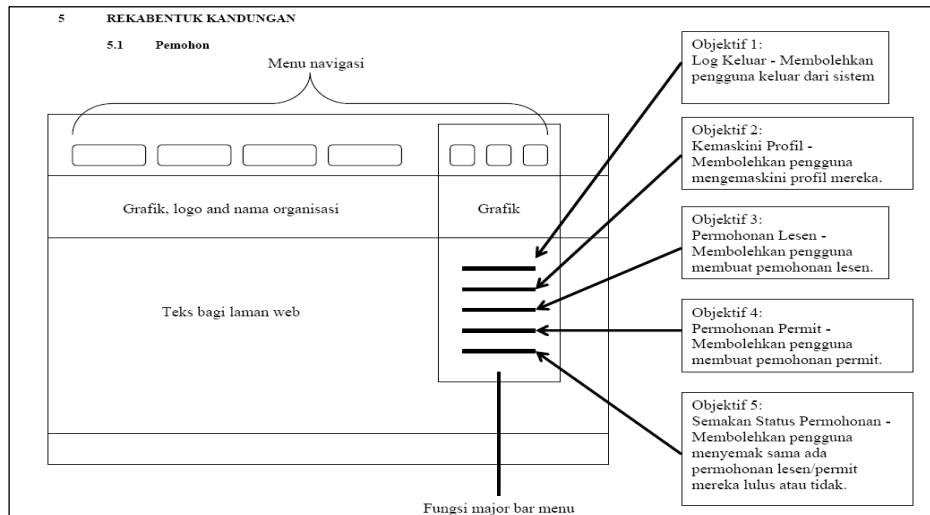 5 REKABENTUK KANDUNGAN
5.1 Pemohon
Menu navigasi
Grafik, logo and nama organisasi
Grafik
Teks bagi laman web
Fungsi major bar menu
Objektif 1:
Log Keluar - Membolehkan
pengguna keluar dari sistem
Objektif 2:
Kemaskini Profil -
Membolehkan pengguna
mengemaskini profil mereka.
Objektif 3:
Permohonan Lesen -
Membolehkan pengguna
membuat pemohonan lesen.
Objektif 4:
Permohonan Permit -
Membolehkan pengguna
membuat pemohonan permit.
Objektif 5:
Semakan Status Permohonan -
Membolehkan pengguna
menyemak sama ada
permohonan lesen/permit
mereka lulus atau tidak.